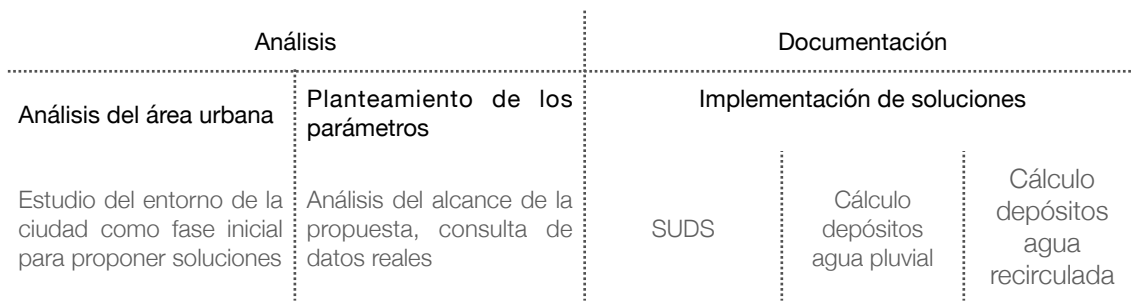 Análisis
Documentación
Análisis del área urbana
Planteamiento de los
parámetros
Implementación de soluciones
Estudio del entorno de la
ciudad como fase inicial
para proponer soluciones
Análisis del alcance de la
propuesta, consulta de
datos reales
SUDS
Cálculo
depósitos
agua pluvial
Cálculo
depósitos
agua
recirculada